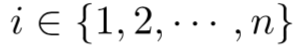 i ∈ {1, 2, ⋯ , n}